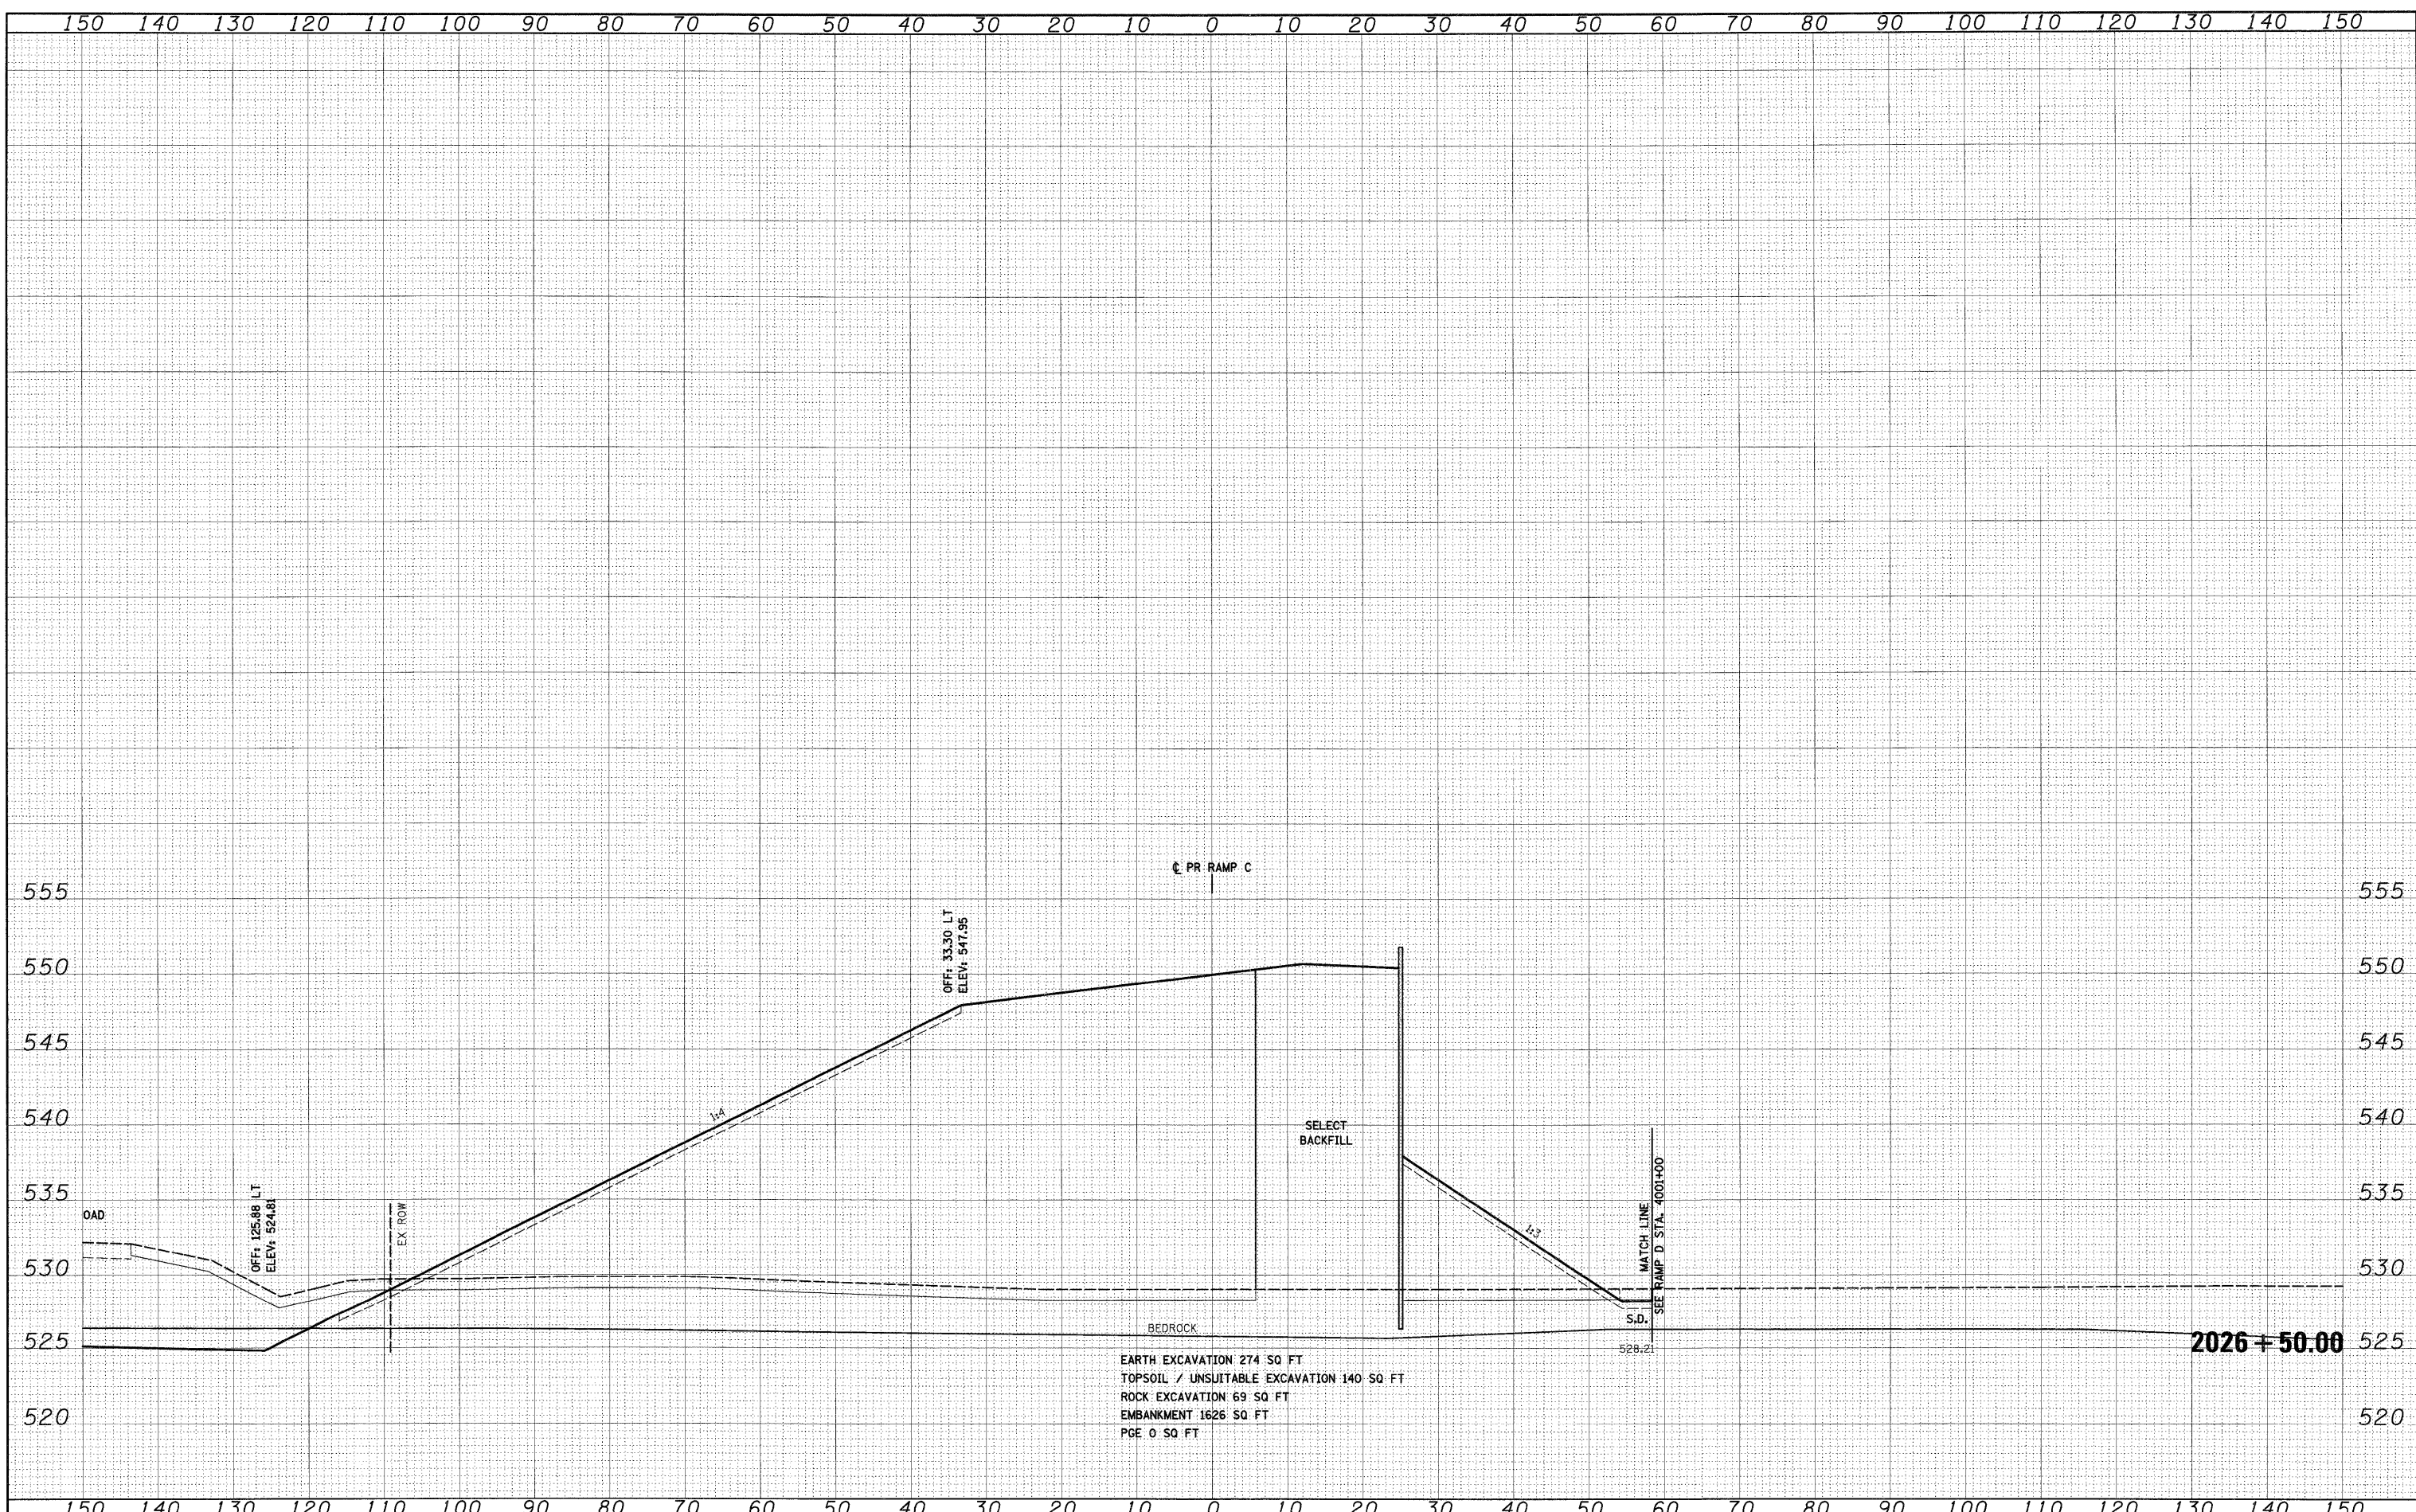 150 140 130 120 110 100 90 80 70 60 50 40 30 20 10 0 10 20 30 40 50 60 70 80 90 100 110 120 130 140 150
℄ PR RAMP C
555 555
OFF: 33.30 LT
ELEV: 547.95
550 550
545 545
1:4
540 540
SELECT
BACKFILL
535 535
OAD
OFF: 125.88 LT
ELEV: 524.81
EX ROW
1:3
MATCH LINE
SEE RAMP D STA. 4001+00
530 530
S.D.
BEDROCK
525 525
528.21
2026 + 50.00
EARTH EXCAVATION 274 SQ FT
TOPSOIL / UNSUITABLE EXCAVATION 140 SQ FT
ROCK EXCAVATION 69 SQ FT
EMBANKMENT 1626 SQ FT
PGE 0 SQ FT
520 520
150 140 130 120 110 100 90 80 70 60 50 40 30 20 10 0 10 20 30 40 50 60 70 80 90 100 110 120 130 140 150